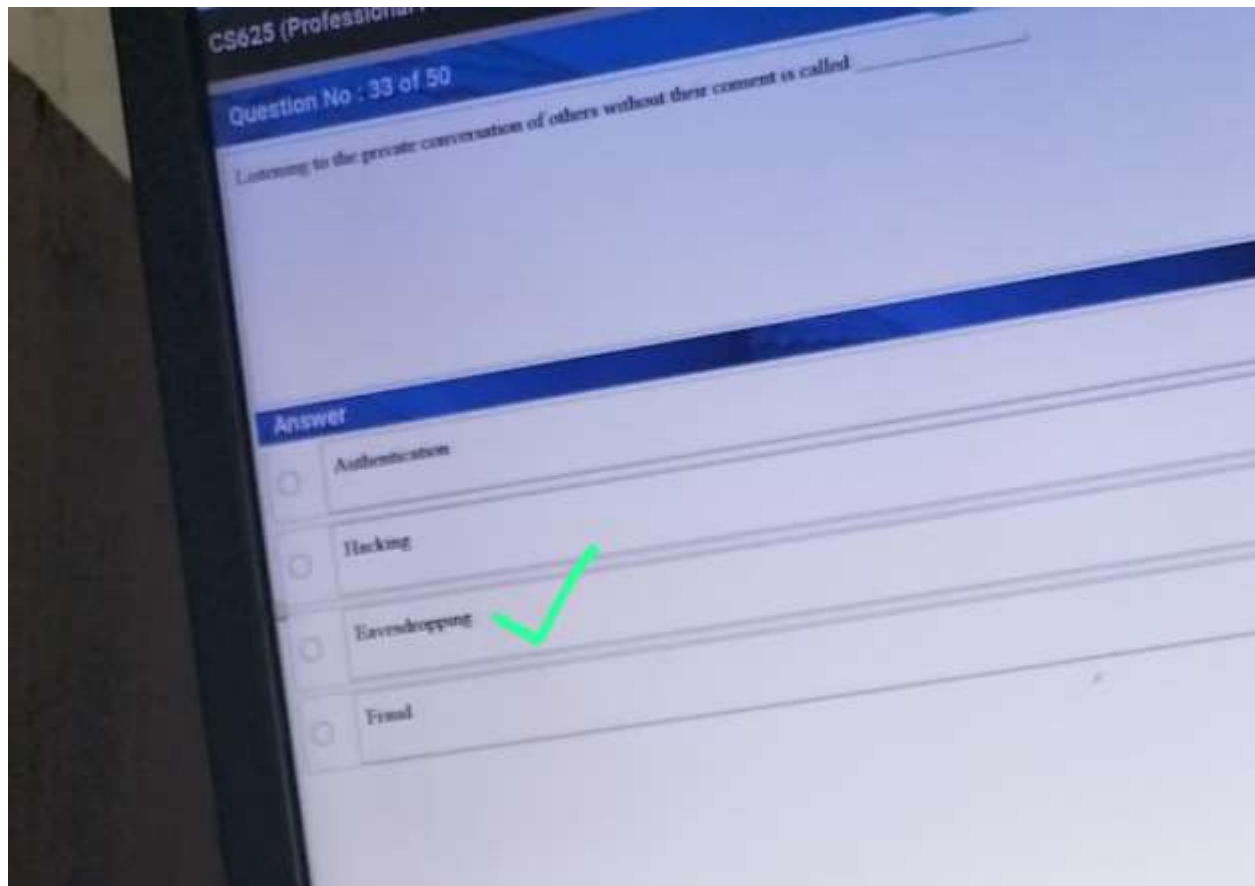 CS625 (Professional
Question No : 33 of 50
Listening to the private conversation of others without their consent is called __________
Answer
Authentication
Hacking
Eavesdropping
Fraud